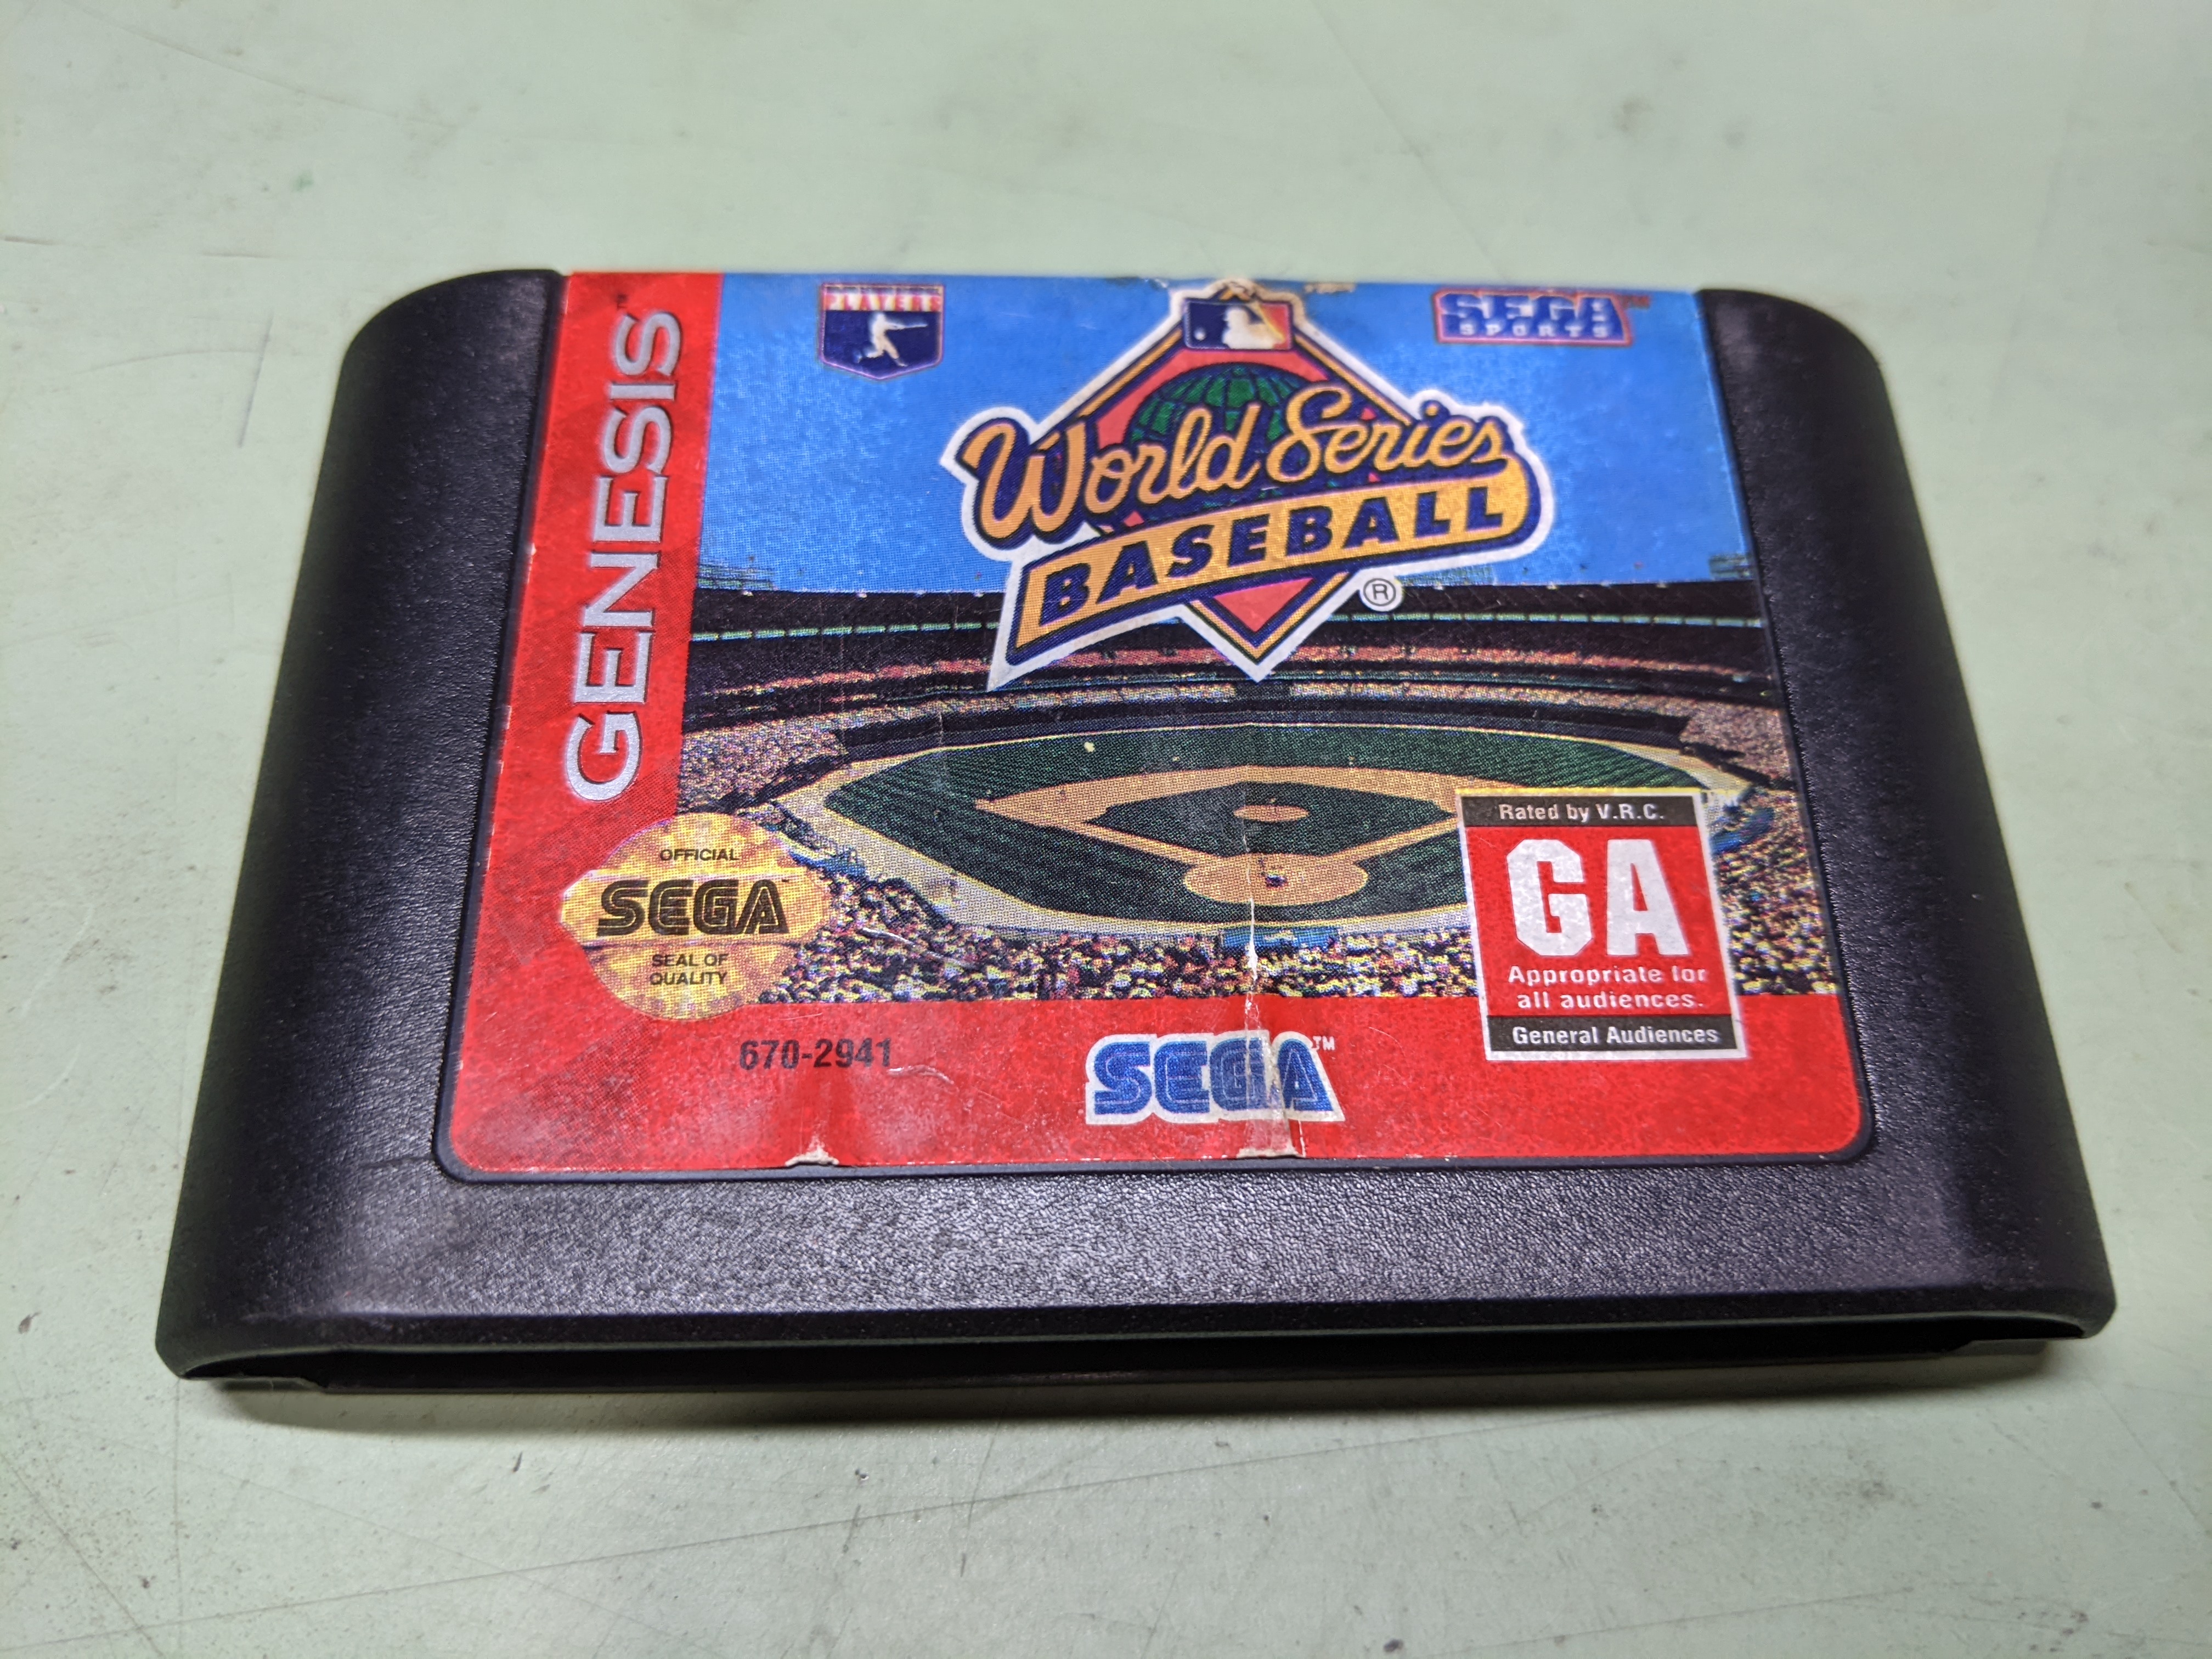 GENESIS
PLAYERS
SEGA
SPORTS
World Series
BASEBALL
®
Rated by V.R.C.
GA
Appropriate for
all audiences.
General Audiences
OFFICIAL
SEGA
SEAL OF
QUALITY
670-2941
SEGA™